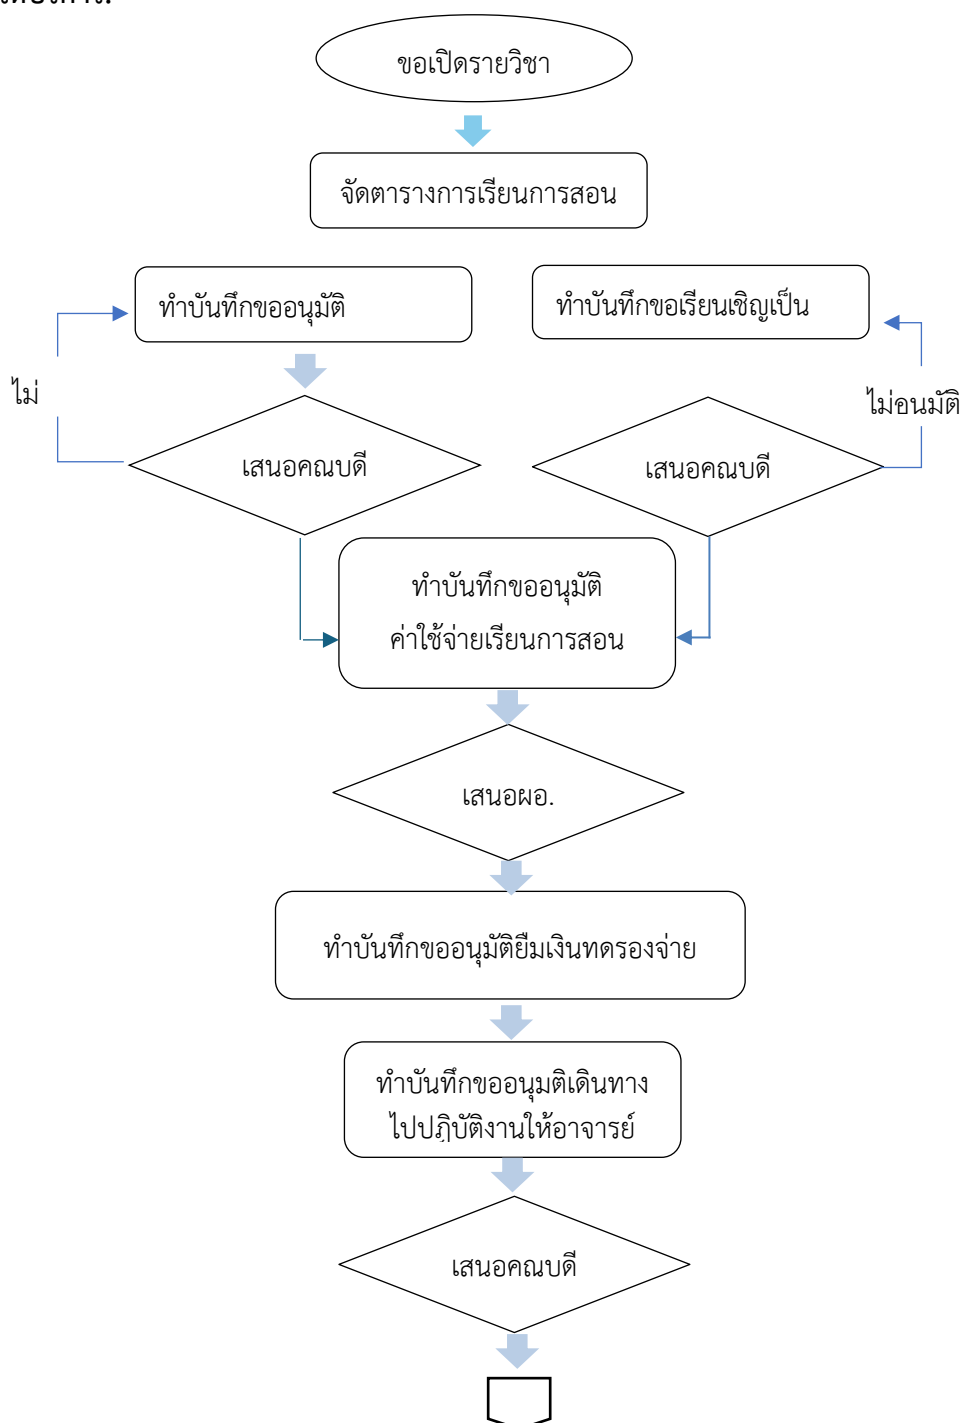 ขอเปิดรายวิชา
จัดตารางการเรียนการสอน
ทำบันทึกขออนุมัติ
ทำบันทึกขอเรียนเชิญเป็น
ไม่
ไม่อนมัติ
เสนอคณบดี
เสนอคณบดี
ทำบันทึกขออนุมัติ
ค่าใช้จ่ายเรียนการสอน
เสนอผอ.
ทำบันทึกขออนุมัติยืมเงินทดรองจ่าย
ทำบันทึกขออนุมติเดินทาง
ไปปฏิบัติงานให้อาจารย์
เสนอคณบดี